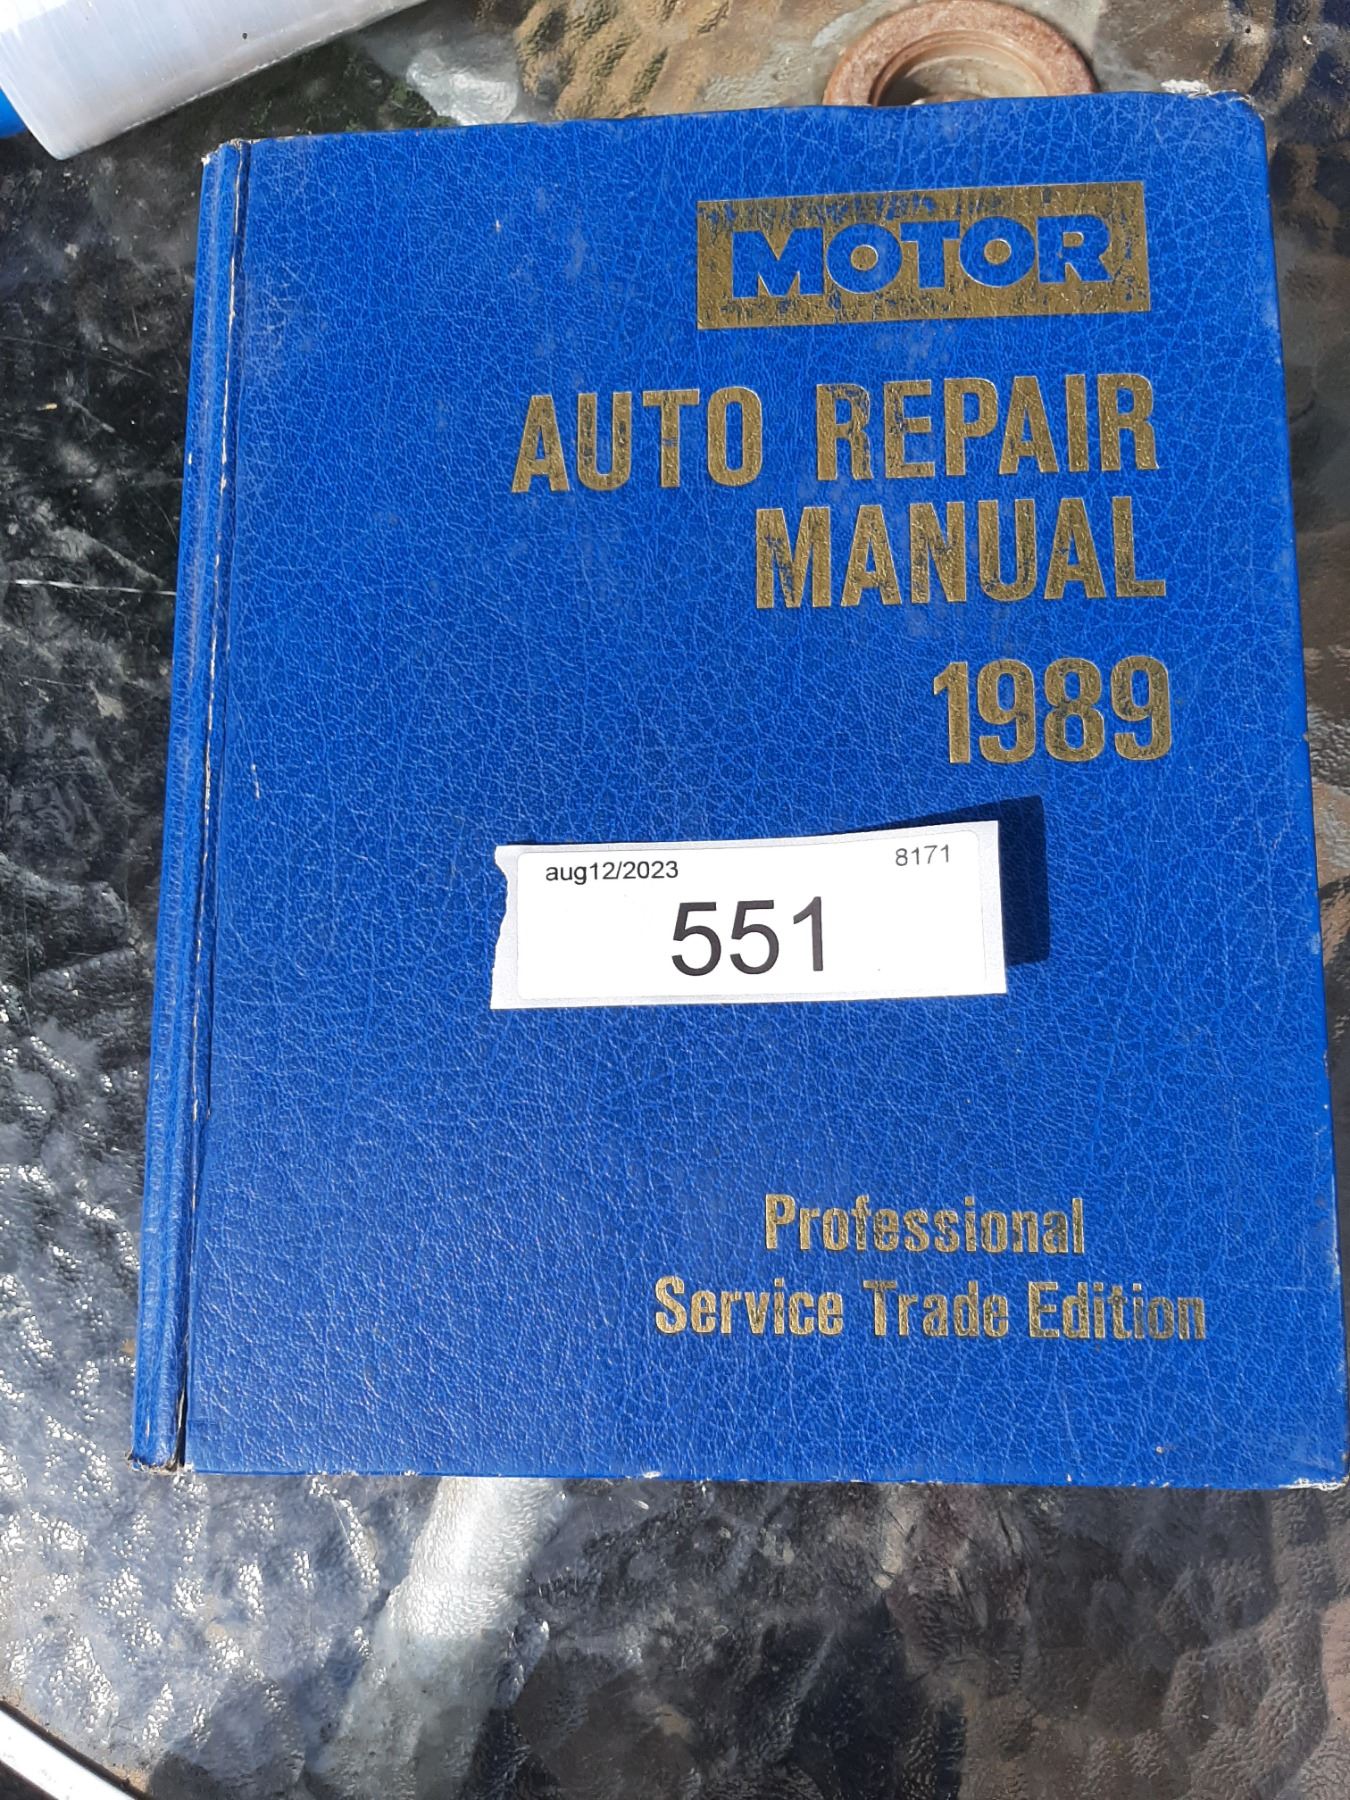 MOTOR
AUTO REPAIR
MANUAL
1989
aug12/2023 8171
551
Professional
Service Trade Edition